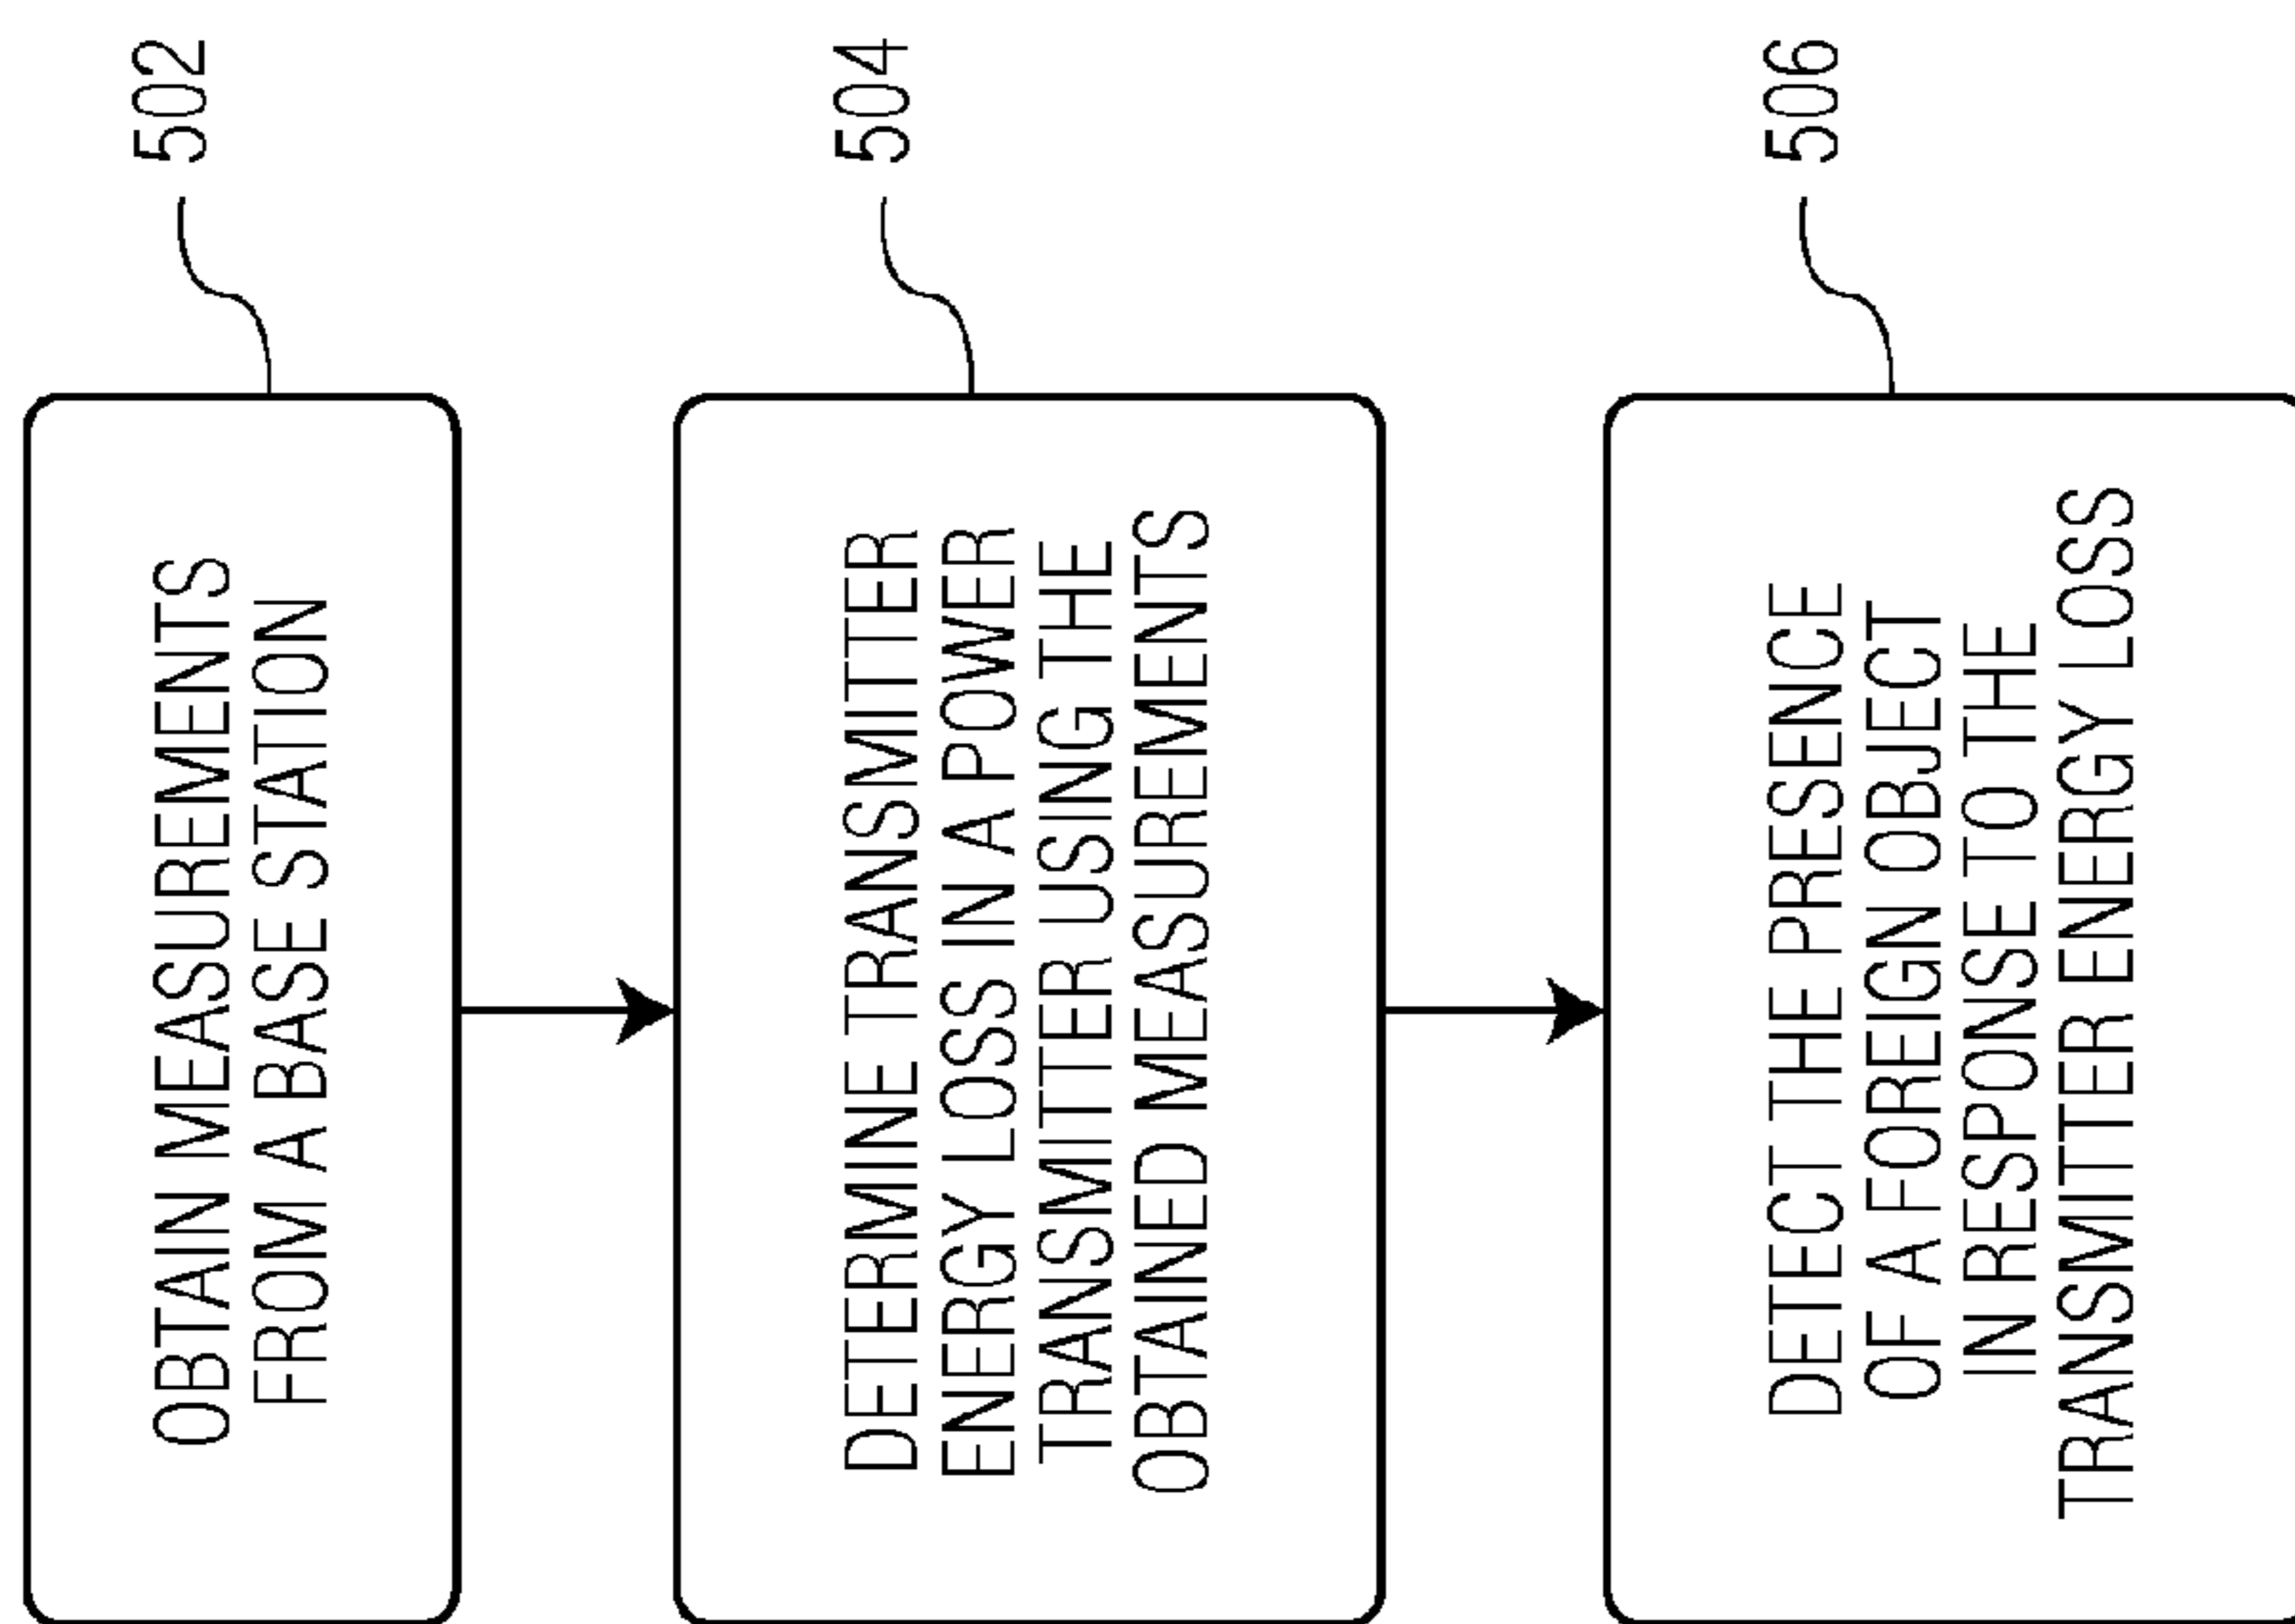 502
OBTAIN MEASUREMENTS
FROM A BASE STATION
504
DETERMINE TRANSMITTER
ENERGY LOSS IN A POWER
TRANSMITTER USING THE
OBTAINED MEASUREMENTS
506
DETECT THE PRESENCE
OF A FOREIGN OBJECT
IN RESPONSE TO THE
TRANSMITTER ENERGY LOSS